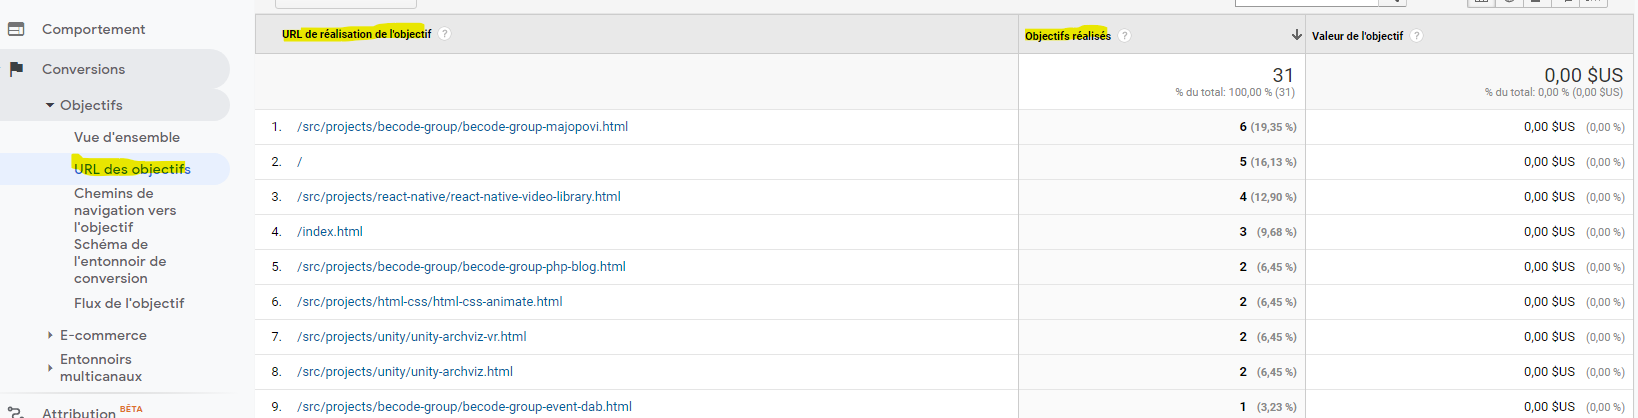 Comportement
Conversions
Objectifs
Vue d'ensemble
URL des objectifs
Chemins de
navigation vers
l'objectif
Schéma de
l'entonnoir de
conversion
Flux de l'objectif
E-commerce
Entonnoirs
multicanaux
Attribution BÊTA
URL de réalisation de l'objectif ? Objectifs réalisés ? Valeur de l'objectif ?
31 0,00 $US
% du total: 100,00 % (31) % du total: 0,00 % (0,00 $US)
1. /src/projects/becode-group/becode-group-majopovi.html 6 (19,35 %) 0,00 $US (0,00 %)
2. / 5 (16,13 %) 0,00 $US (0,00 %)
3. /src/projects/react-native/react-native-video-library.html 4 (12,90 %) 0,00 $US (0,00 %)
4. /index.html 3 (9,68 %) 0,00 $US (0,00 %)
5. /src/projects/becode-group/becode-group-php-blog.html 2 (6,45 %) 0,00 $US (0,00 %)
6. /src/projects/html-css/html-css-animate.html 2 (6,45 %) 0,00 $US (0,00 %)
7. /src/projects/unity/unity-archviz-vr.html 2 (6,45 %) 0,00 $US (0,00 %)
8. /src/projects/unity/unity-archviz.html 2 (6,45 %) 0,00 $US (0,00 %)
9. /src/projects/becode-group/becode-group-event-dab.html 1 (3,23 %) 0,00 $US (0,00 %)